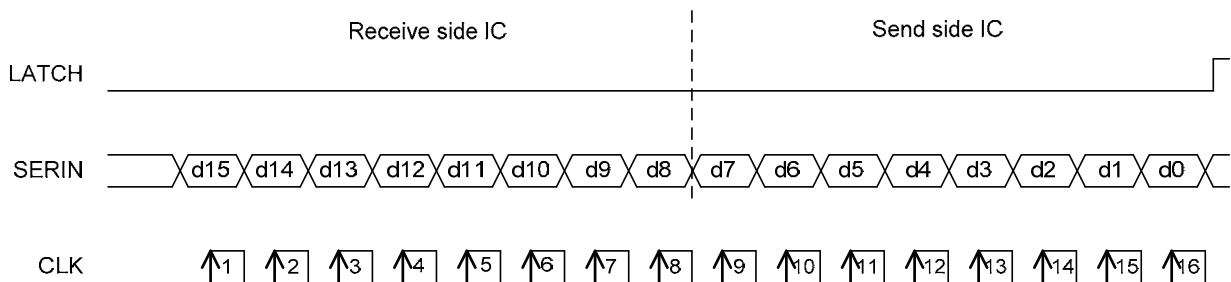 Receive side IC Send side IC
LATCH
SERIN d15 d14 d13 d12 d11 d10 d9 d8 d7 d6 d5 d4 d3 d2 d1 d0
CLK 1 2 3 4 5 6 7 8 9 10 11 12 13 14 15 16